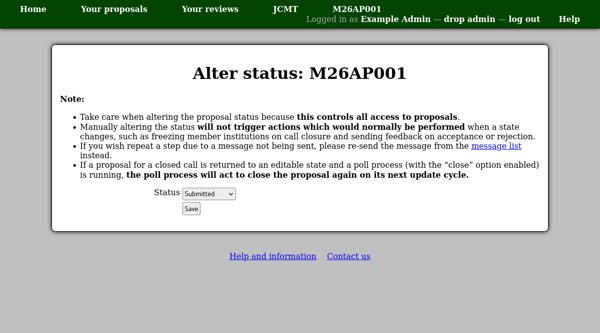 Home Your proposals Your reviews JCMT M26AP001
Logged in as Example Admin — drop admin — log out Help
Alter status: M26AP001
Note:
• Take care when altering the proposal status because this controls all access to proposals.
• Manually altering the status will not trigger actions which would normally be performed when a state
changes, such as freezing member institutions on call closure and sending feedback on acceptance or rejection.
• If you wish repeat a step due to a message not being sent, please re-send the message from the message list
instead.
• If a proposal for a closed call is returned to an editable state and a poll process (with the “close” option enabled)
is running, the poll process will act to close the proposal again on its next update cycle.
Status Submitted
Save
Help and information Contact us